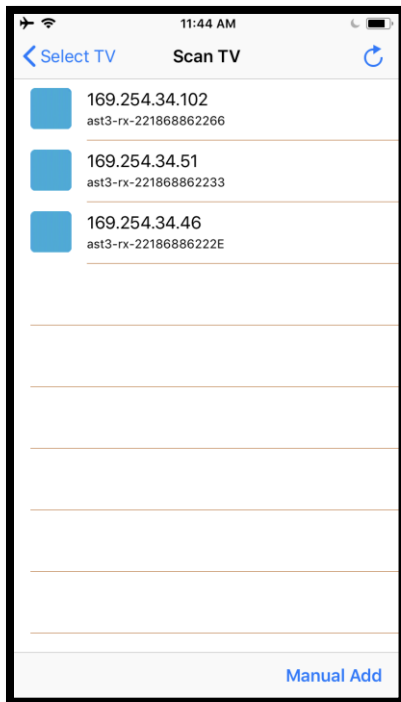 11:44 AM
Select TV Scan TV
169.254.34.102
ast3-rx-221868862266
169.254.34.51
ast3-rx-221868862233
169.254.34.46
ast3-rx-22186886222E
Manual Add